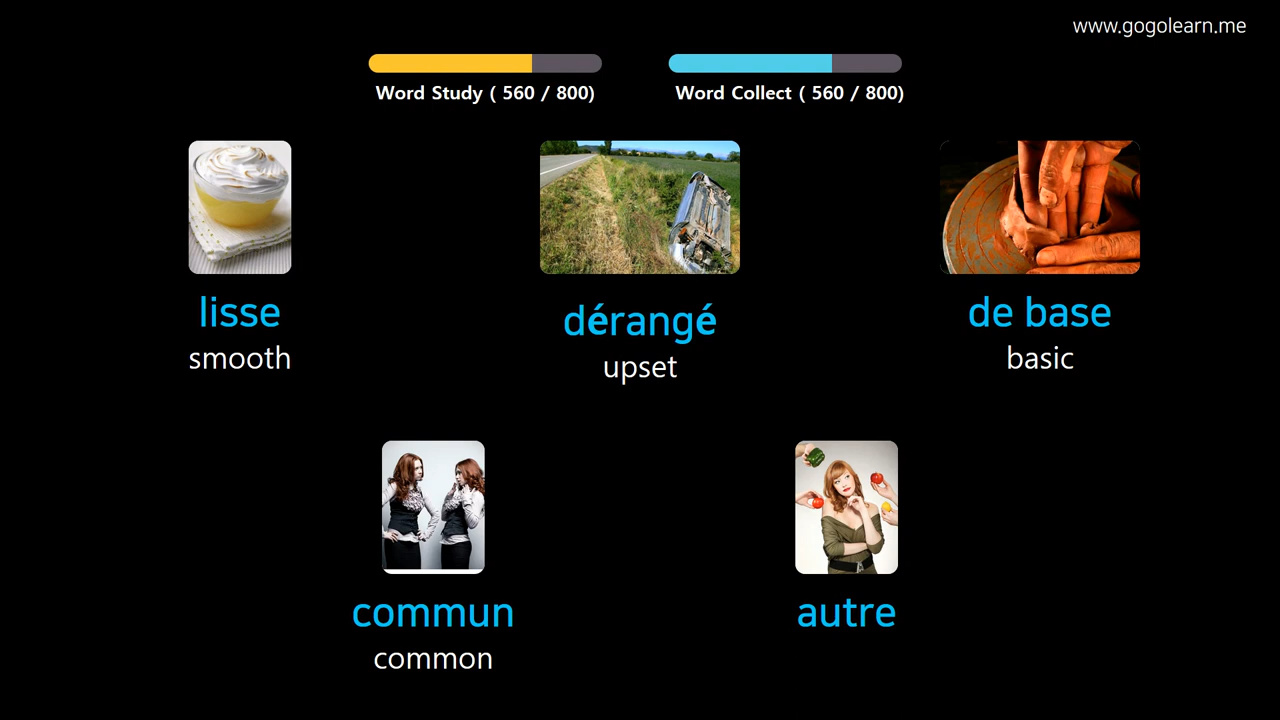 www.gogolearn.me
Word Study ( 560 / 800)
Word Collect ( 560 / 800)
lisse
smooth
dérangé
upset
de base
basic
commun
common
autre